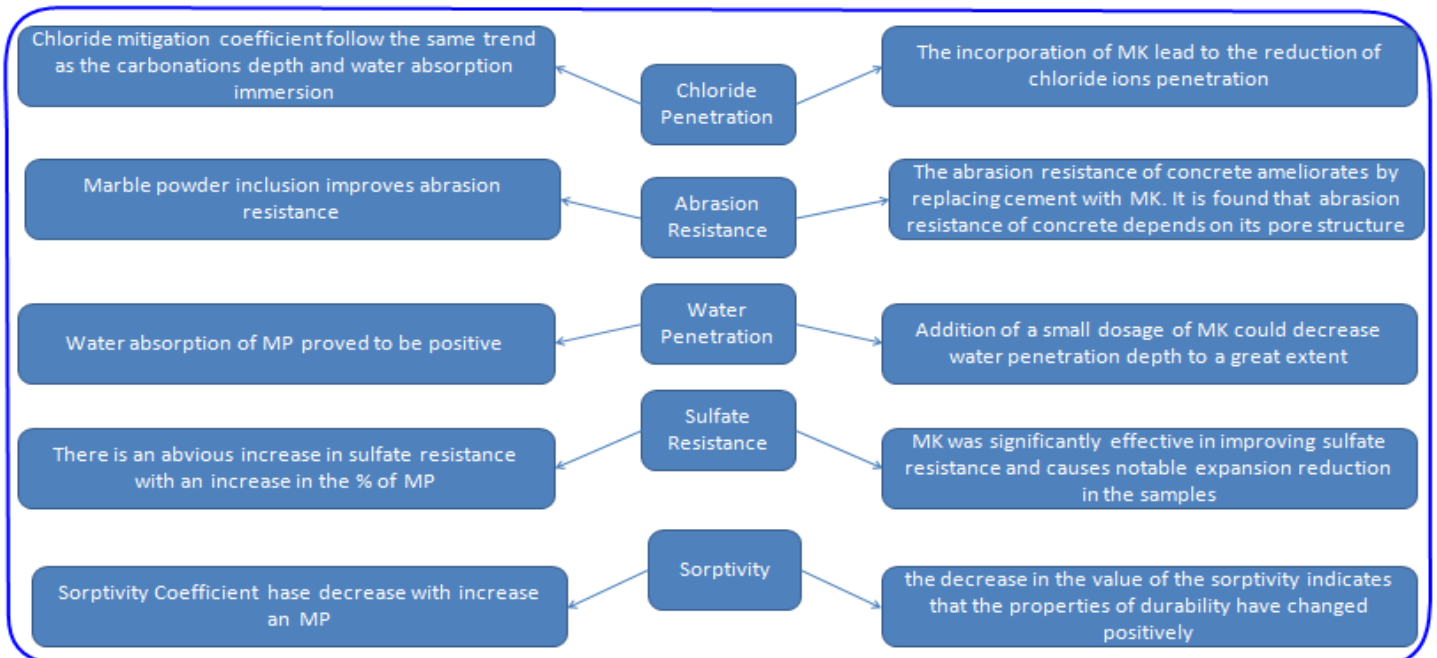 Chloride mitigation coefficient follow the same trend
as the carbonations depth and water absorption
immersion
Chloride
Penetration
The incorporation of MK lead to the reduction of
chloride ions penetration
Marble powder inclusion improves abrasion
resistance
Abrasion
Resistance
The abrasion resistance of concrete ameliorates by
replacing cement with MK. It is found that abrasion
resistance of concrete depends on its pore structure
Water absorption of MP proved to be positive
Water
Penetration
Addition of a small dosage of MK could decrease
water penetration depth to a great extent
There is an abvious increase in sulfate resistance
with an increase in the % of MP
Sulfate
Resistance
MK was significantly effective in improving sulfate
resistance and causes notable expansion reduction
in the samples
Sorptivity Coefficient hase decrease with increase
an MP
Sorptivity
the decrease in the value of the sorptivity indicates
that the properties of durability have changed
positively